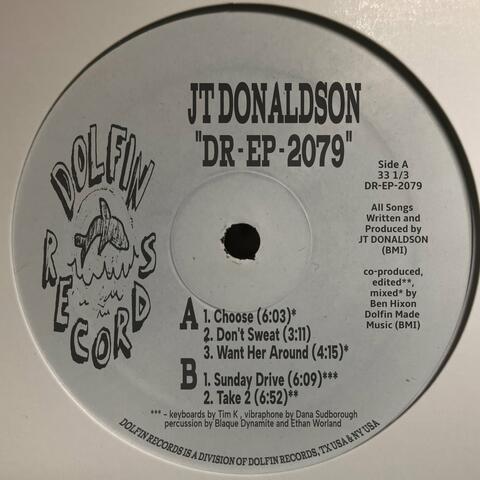 JT DONALDSON
"DR-EP-2079"
DOLFIN
RECORDS
Side A
33 1/3
DR-EP-2079
All Songs
Written and
Produced by
JT DONALDSON
(BMI)
co-produced,
edited**,
mixed* by
Ben Hixon
Dolfin Made
Music (BMI)
A
1. Choose (6:03)*
2. Don't Sweat (3:11)
3. Want Her Around (4:15)*
B
1. Sunday Drive (6:09)***
2. Take 2 (6:52)**
*** - keyboards by Tim K , vibraphone by Dana Sudborough
percussion by Blaque Dynamite and Ethan Worland
DOLFIN RECORDS IS A DIVISION OF DOLFIN RECORDS, TX USA & NY USA